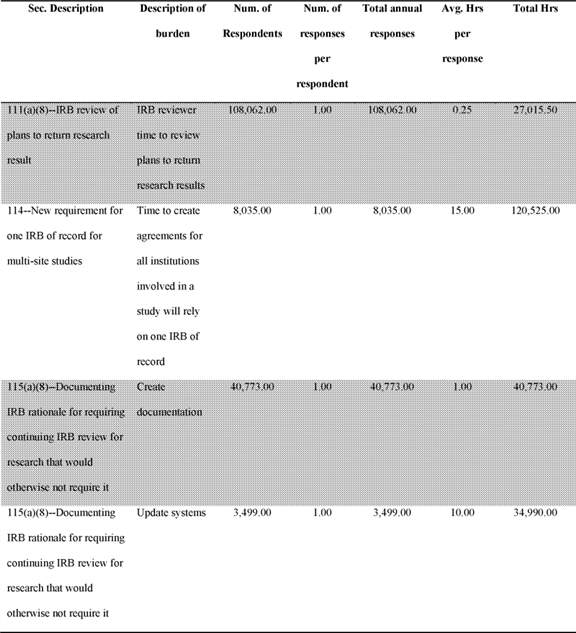 Sec. Description Description of Num. of Num. of Total annual Avg. Hrs Total Hrs
burden Respondents responses responses per
per response
respondent
111(a)(8)--IRB review of IRB reviewer 108,062.00 1.00 108,062.00 0.25 27,015.50
plans to return research time to review
result plans to return
research results
114--New requirement for Time to create 8,035.00 1.00 8,035.00 15.00 120,525.00
one IRB of record for agreements for
multi-site studies all institutions
involved in a
study will rely
on one IRB of
record
115(a)(8)--Documenting Create 40,773.00 1.00 40,773.00 1.00 40,773.00
IRB rationale for requiring documentation
continuing IRB review for
research that would
otherwise not require it
115(a)(8)--Documenting Update systems 3,499.00 1.00 3,499.00 10.00 34,990.00
IRB rationale for requiring
continuing IRB review for
research that would
otherwise not require it